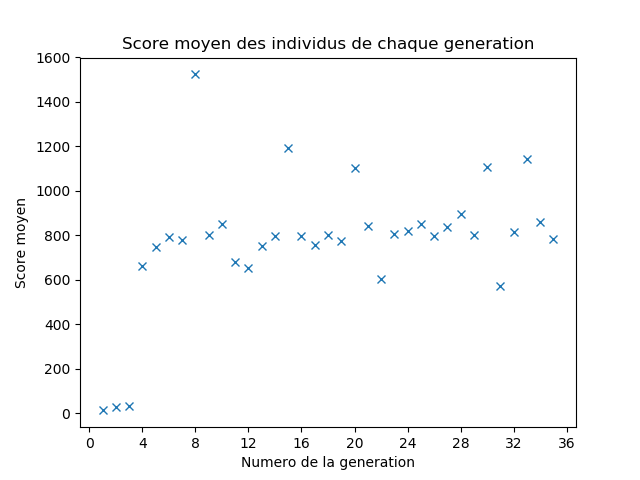 Score moyen des individus de chaque generation
1600
1400
1200
1000
800
600
400
200
0
Score moyen
0 4 8 12 16 20 24 28 32 36
Numero de la generation